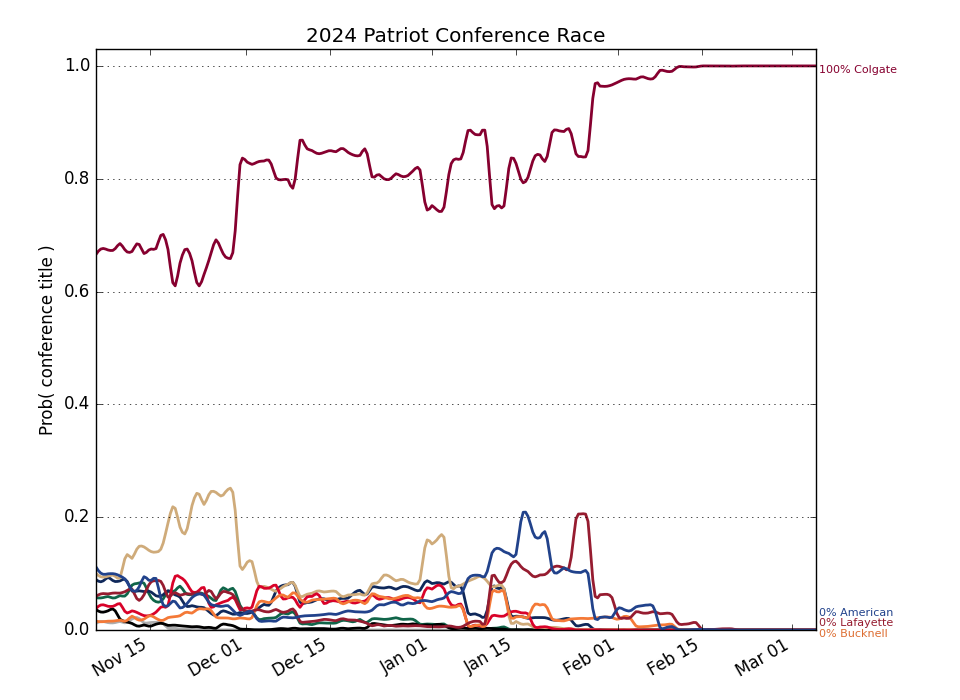 2024 Patriot Conference Race
Prob( conference title )
1.0
0.8
0.6
0.4
0.2
0.0
Nov 15
Dec 01
Dec 15
Jan 01
Jan 15
Feb 01
Feb 15
Mar 01
100% Colgate
0% American
0% Lafayette
0% Bucknell